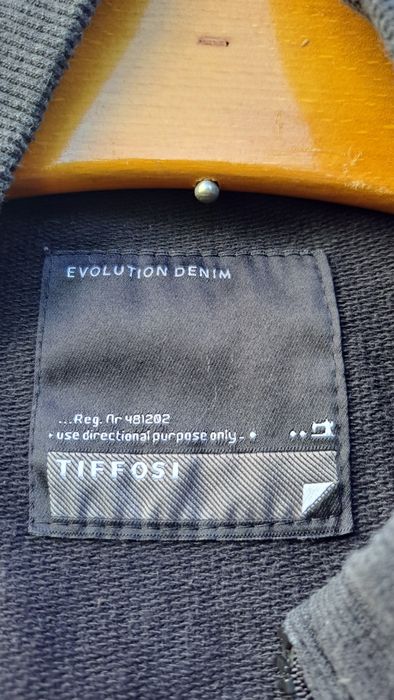 EVOLUTION DENIM
...Reg. Nr 481202
• use directional purpose only - •
TIFFOSI